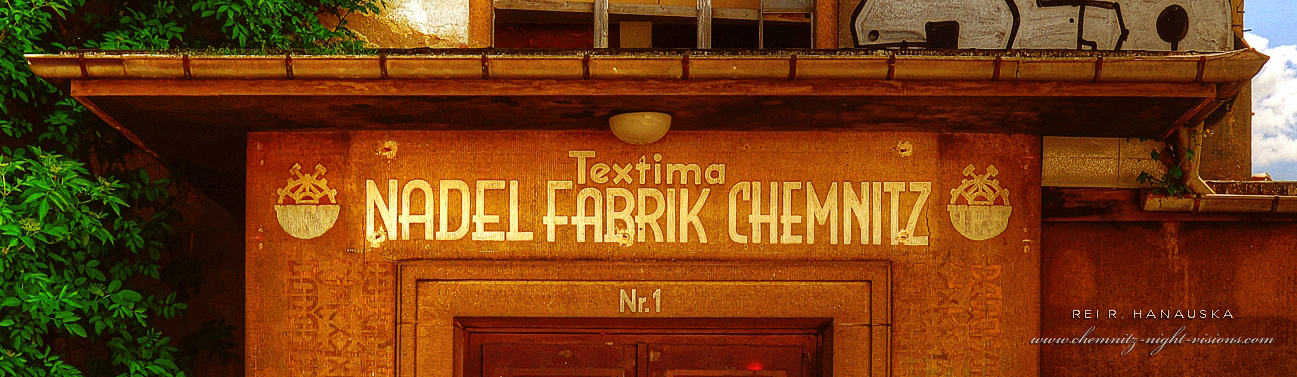 Textima
NADEL FABRIK CHEMNITZ
Nr.1
REI R. HANAUSKA
www.chemnitz-night-visions.com